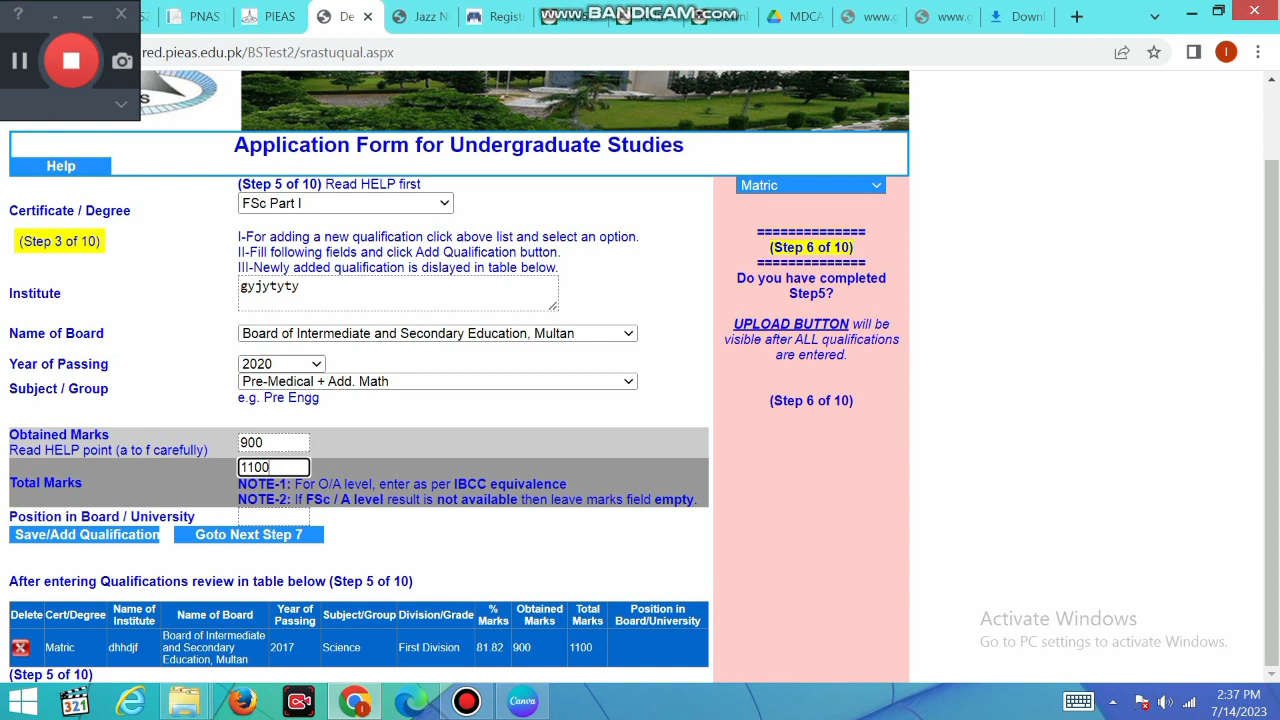 PNAS
PIEAS
De
Jazz N
Registr
www.BANDICAM.com
MDCA
www.g
www.
Downl
red.pieas.edu.pk/BSTest2/srastuqual.aspx
I
s
Application Form for Undergraduate Studies
Help
(Step 5 of 10) Read HELP first
Matric
Certificate / Degree
FSc Part I
(Step 3 of 10)
I-For adding a new qualification click above list and select an option.
II-Fill following fields and click Add Qualification button.
III-Newly added qualification is dislayed in table below.
Institute
gyjytyty
Name of Board
Board of Intermediate and Secondary Education, Multan
Year of Passing
2020
Subject / Group
Pre-Medical + Add. Math
e.g. Pre Engg
Obtained Marks
Read HELP point (a to f carefully)
900
Total Marks
1100
NOTE-1: For O/A level, enter as per IBCC equivalence
NOTE-2: If FSc / A level result is not available then leave marks field empty.
Position in Board / University
Save/Add Qualification
Goto Next Step 7
==============
(Step 6 of 10)
==============
Do you have completed
Step5?
UPLOAD BUTTON will be
visible after ALL qualifications
are entered.
(Step 6 of 10)
After entering Qualifications review in table below (Step 5 of 10)
Delete Cert/Degree Name of Institute Name of Board Year of Passing Subject/Group Division/Grade % Marks Obtained Marks Total Marks Position in Board/University
Matric dhhdjf Board of Intermediate and Secondary Education, Multan 2017 Science First Division 81.82 900 1100
(Step 5 of 10)
Activate Windows
Go to PC settings to activate Windows.
321
Canva
2:37 PM
7/14/2023